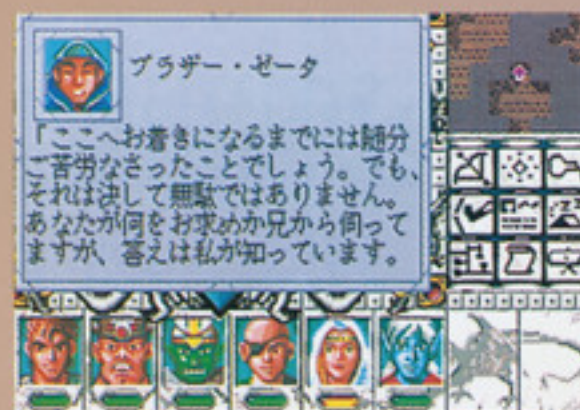 ブラザー・ゼータ
「ここへお着きになるまでには随分
ご苦労なさったことでしょう。でも、
それは決して無駄ではありません。
あなたが何をお求めか兄から伺って
ますが、答えは私が知っています。